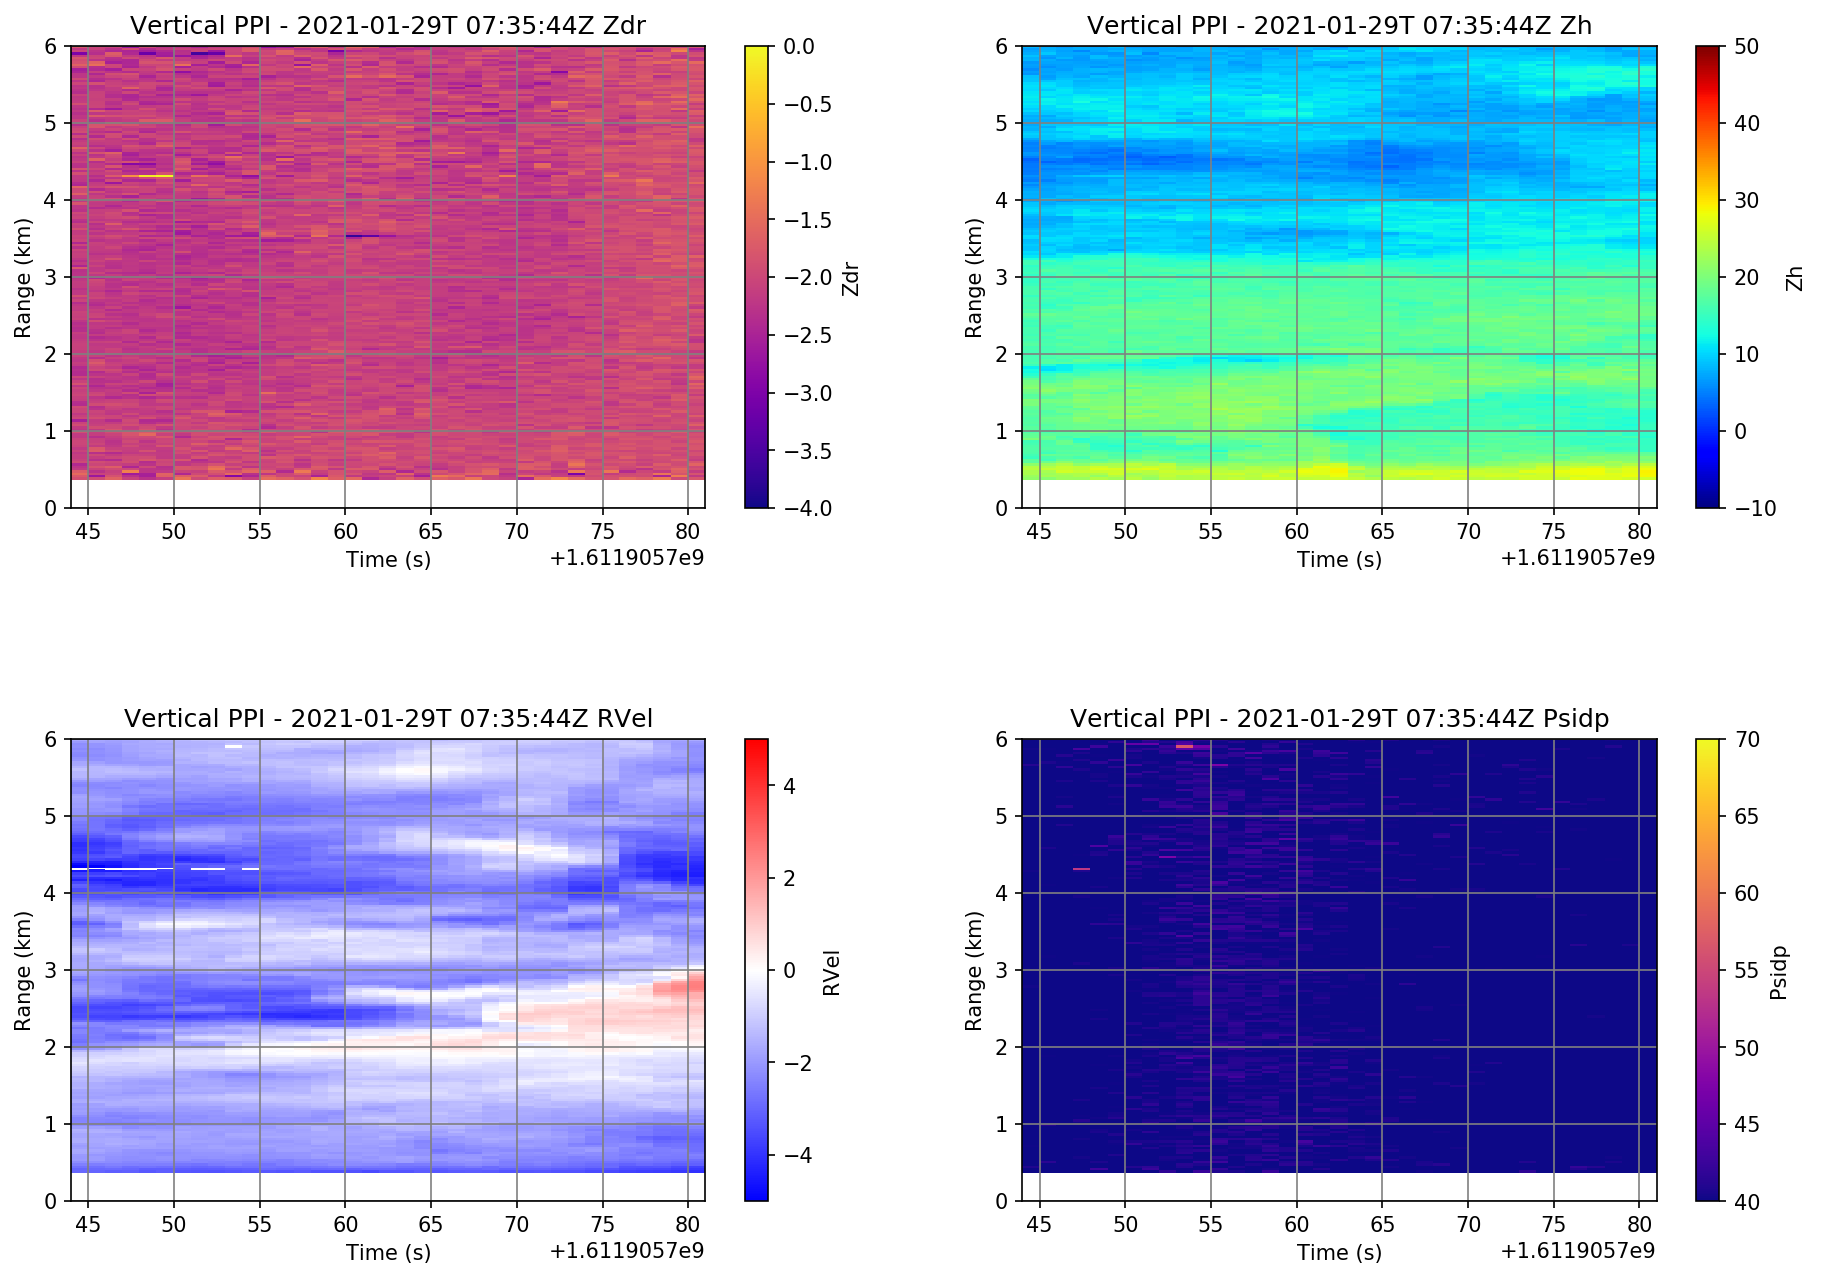 Vertical PPI - 2021-01-29T 07:35:44Z Zdr
6
5
4
3
2
1
0
Range (km)
45 50 55 60 65 70 75 80
Time (s)
+1.6119057e9
0.0
−0.5
−1.0
−1.5
−2.0
−2.5
−3.0
−3.5
−4.0
Zdr
Vertical PPI - 2021-01-29T 07:35:44Z Zh
6
5
4
3
2
1
0
Range (km)
45 50 55 60 65 70 75 80
Time (s)
+1.6119057e9
50
40
30
20
10
0
−10
Zh
Vertical PPI - 2021-01-29T 07:35:44Z RVel
6
5
4
3
2
1
0
Range (km)
45 50 55 60 65 70 75 80
Time (s)
+1.6119057e9
4
2
0
−2
−4
RVel
Vertical PPI - 2021-01-29T 07:35:44Z Psidp
6
5
4
3
2
1
0
Range (km)
45 50 55 60 65 70 75 80
Time (s)
+1.6119057e9
70
65
60
55
50
45
40
Psidp